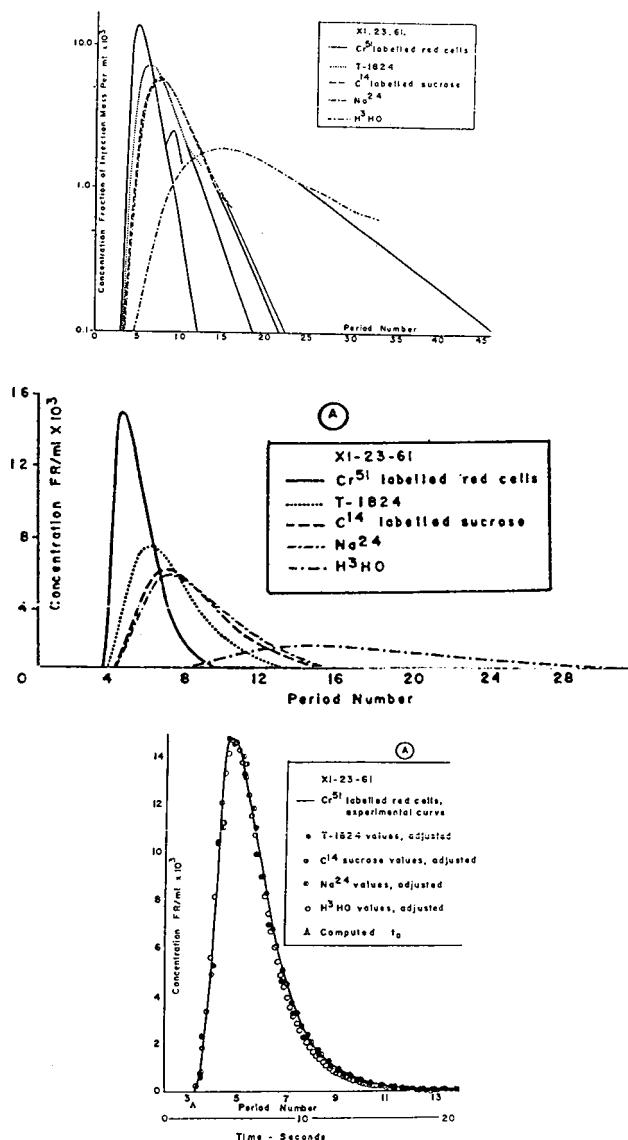 XI-23-61.
Cr51 labelled red cells
T-1824
C14 labelled sucrose
Na24
H3HO
10.0
1.0
0.1
Concentration Fraction of Injection Mass Per ml x103
0 5 10 15 20 25 30 35 40 45
Period Number
A
XI-23-61
Cr51 labelled red cells
T-1824
C14 labelled sucrose
Na24
H3HO
16
12
8
4
0
Concentration FR/ml X103
4 8 12 16 20 24 28
Period Number
A
XI-23-61
Cr51 labelled red cells,
experimental curve
T-1824 values, adjusted
C14 sucrose values, adjusted
Na24 values, adjusted
H3HO values, adjusted
Computed to
14
12
10
8
6
4
2
0
Concentration FR/ml x103
3 5 7 9 11 13
Period Number
0 10 20
Time - Seconds